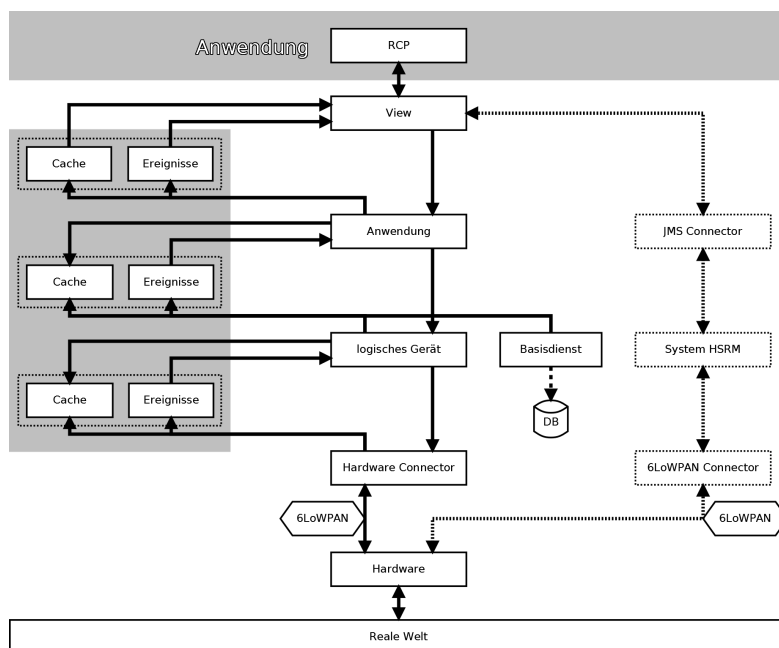 Anwendung
RCP
View
Cache
Ereignisse
Anwendung
JMS Connector
Cache
Ereignisse
logisches Gerät
Basisdienst
System HSRM
Cache
Ereignisse
DB
Hardware Connector
6LoWPAN Connector
6LoWPAN
6LoWPAN
Hardware
Reale Welt